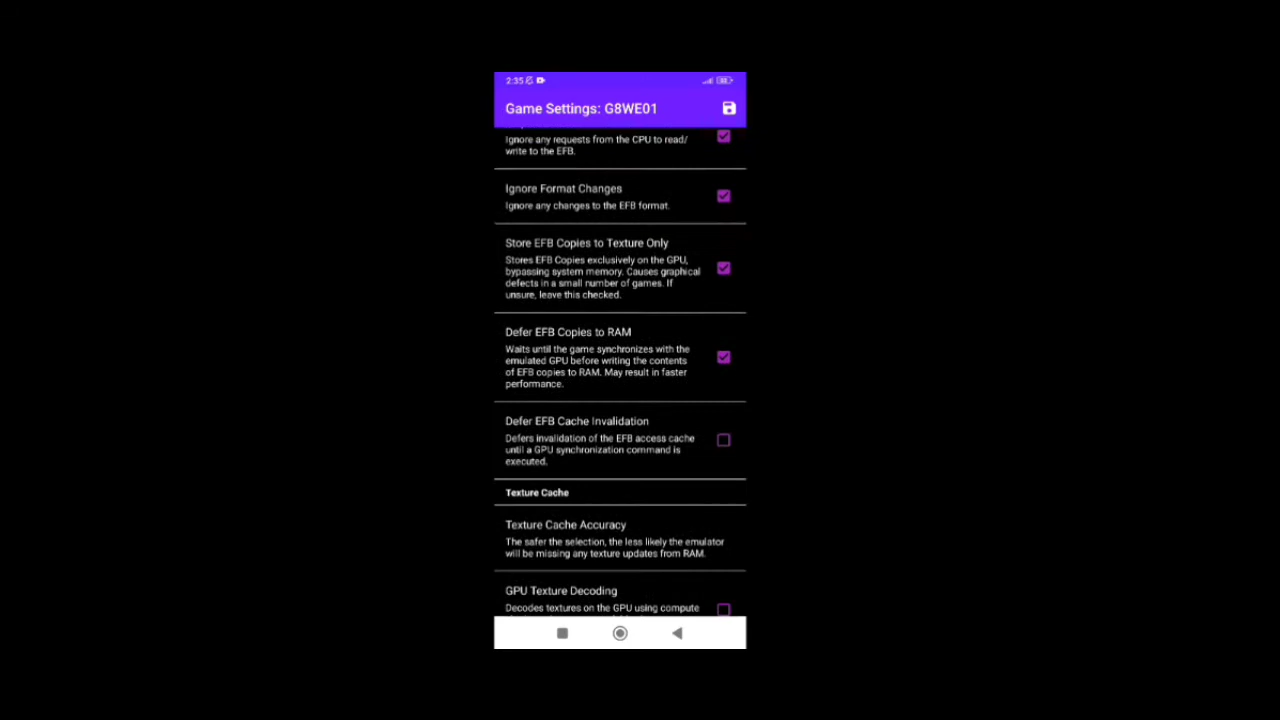 2:35
Game Settings: G8WE01
Ignore any requests from the CPU to read/
write to the EFB.
Ignore Format Changes
Ignore any changes to the EFB format.
Store EFB Copies to Texture Only
Stores EFB Copies exclusively on the GPU,
bypassing system memory. Causes graphical
defects in a small number of games. If
unsure, leave this checked.
Defer EFB Copies to RAM
Waits until the game synchronizes with the
emulated GPU before writing the contents
of EFB copies to RAM. May result in faster
performance.
Defer EFB Cache Invalidation
Defers invalidation of the EFB access cache
until a GPU synchronization command is
executed.
Texture Cache
Texture Cache Accuracy
The safer the selection, the less likely the emulator
will be missing any texture updates from RAM.
GPU Texture Decoding
Decodes textures on the GPU using compute